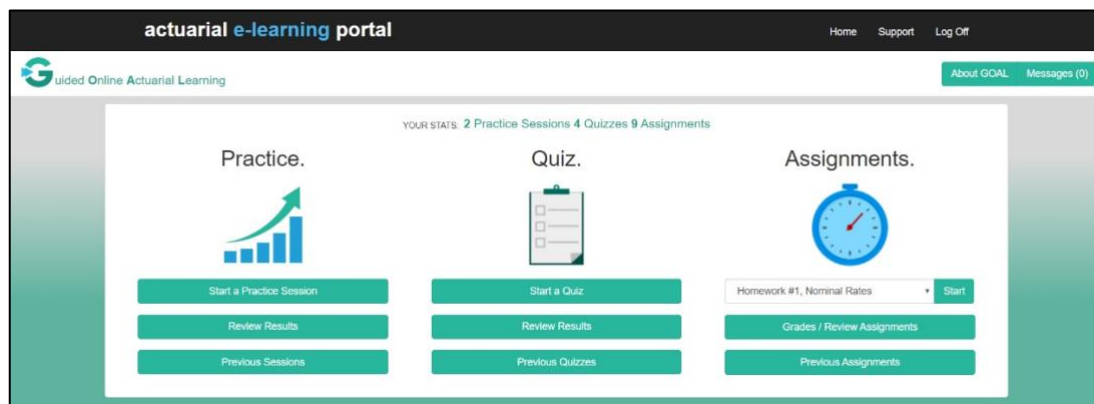 actuarial e-learning portal
Home Support Log Off
Guided Online Actuarial Learning
About GOAL Messages (0)
YOUR STATS: 2 Practice Sessions 4 Quizzes 9 Assignments
Practice.
Quiz.
Assignments.
Start a Practice Session
Start a Quiz
Homework #1, Nominal Rates Start
Review Results
Review Results
Grades / Review Assignments
Previous Sessions
Previous Quizzes
Previous Assignments